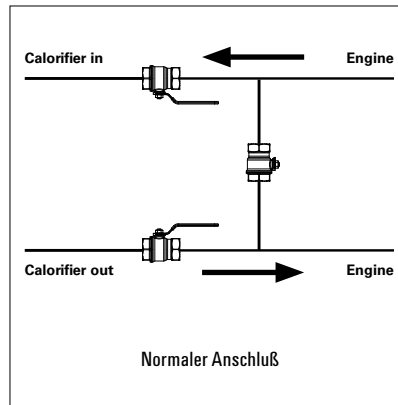 Calorifier in
Engine
Calorifier out
Engine
Normaler Anschluß